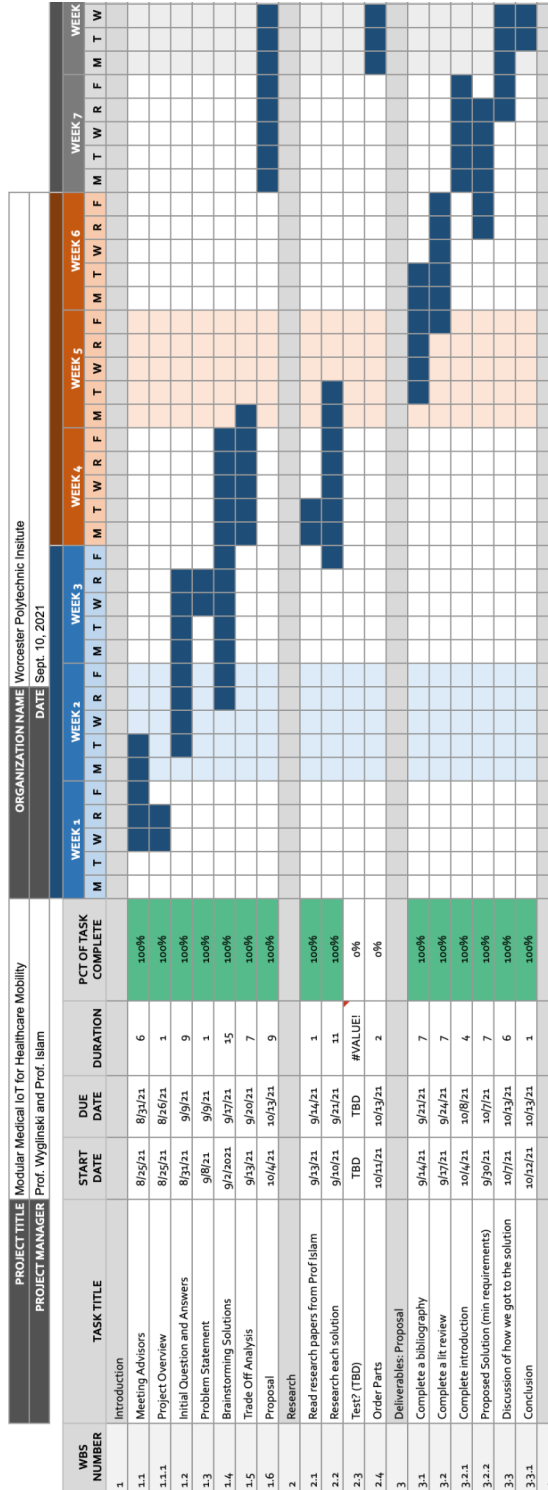 PROJECT TITLE Modular Medical IoT for Healthcare Mobility ORGANIZATION NAME Worcester Polytechnic Insitute
PROJECT MANAGER Prof. Wyglinski and Prof. Islam DATE Sept. 10, 2021
WBS NUMBER TASK TITLE START DATE DUE DATE DURATION PCT OF TASK COMPLETE WEEK 1 WEEK 2 WEEK 3 WEEK 4 WEEK 5 WEEK 6 WEEK 7 WEEK
M T W R F M T W R F M T W R F M T W R F M T W R F M T W R F M T W R F M T W
1 Introduction
1.1 Meeting Advisors 8/25/21 8/31/21 6 100%
1.1.1 Project Overview 8/25/21 8/26/21 1 100%
1.2 Initial Question and Answers 8/31/21 9/9/21 9 100%
1.3 Problem Statement 9/8/21 9/9/21 1 100%
1.4 Brainstorming Solutions 9/2/2021 9/17/21 15 100%
1.5 Trade Off Analysis 9/13/21 9/20/21 7 100%
1.6 Proposal 10/4/21 10/13/21 9 100%
2 Research
2.1 Read research papers from Prof Islam 9/13/21 9/14/21 1 100%
2.2 Research each solution 9/10/21 9/21/21 11 100%
2.3 Test? (TBD) TBD TBD #VALUE! 0%
2.4 Order Parts 10/11/21 10/13/21 2 0%
3 Deliverables: Proposal
3.1 Complete a bibliography 9/14/21 9/21/21 7 100%
3.2 Complete a lit review 9/17/21 9/24/21 7 100%
3.2.1 Complete introduction 10/4/21 10/8/21 4 100%
3.2.2 Proposed Solution (min requirements) 9/30/21 10/7/21 7 100%
3.3 Discussion of how we got to the solution 10/7/21 10/13/21 6 100%
3.3.1 Conclusion 10/12/21 10/13/21 1 100%